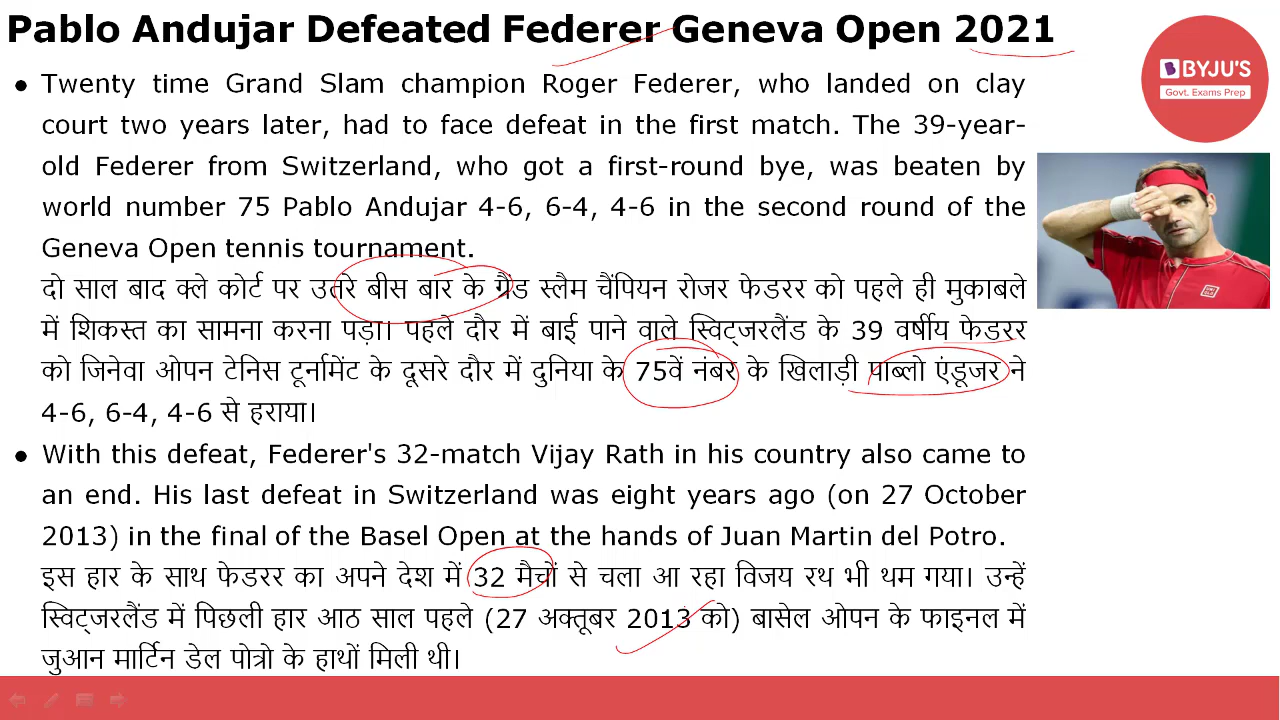 Pablo Andujar Defeated Federer Geneva Open 2021
BYJU'S
Govt. Exams Prep
• Twenty time Grand Slam champion Roger Federer, who landed on clay
court two years later, had to face defeat in the first match. The 39-year-
old Federer from Switzerland, who got a first-round bye, was beaten by
world number 75 Pablo Andujar 4-6, 6-4, 4-6 in the second round of the
Geneva Open tennis tournament.
दो साल बाद क्ले कोर्ट पर उतरे बीस बार के गैंड स्लैम चैंपियन रोजर फेडरर को पहले ही मुकाबले
में शिकस्त का सामना करना पड़ा। पहले दौर में बाई पाने वाले स्विट्जरलैंड के 39 वर्षीय फेडरर
को जिनेवा ओपन टेनिस टूर्नामेंट के दूसरे दौर में दुनिया के 75वें नंबर के खिलाड़ी पाब्लो एंडूजर ने
4-6, 6-4, 4-6 से हराया।
• With this defeat, Federer's 32-match Vijay Rath in his country also came to
an end. His last defeat in Switzerland was eight years ago (on 27 October
2013) in the final of the Basel Open at the hands of Juan Martin del Potro.
इस हार के साथ फेडरर का अपने देश में 32 मैचों से चला आ रहा विजय रथ भी थम गया। उन्हें
स्विट्जरलैंड में पिछली हार आठ साल पहले (27 अक्तूबर 2013 को) बासेल ओपन के फाइनल में
जुआन मार्टिन डेल पोत्रो के हाथों मिली थी।